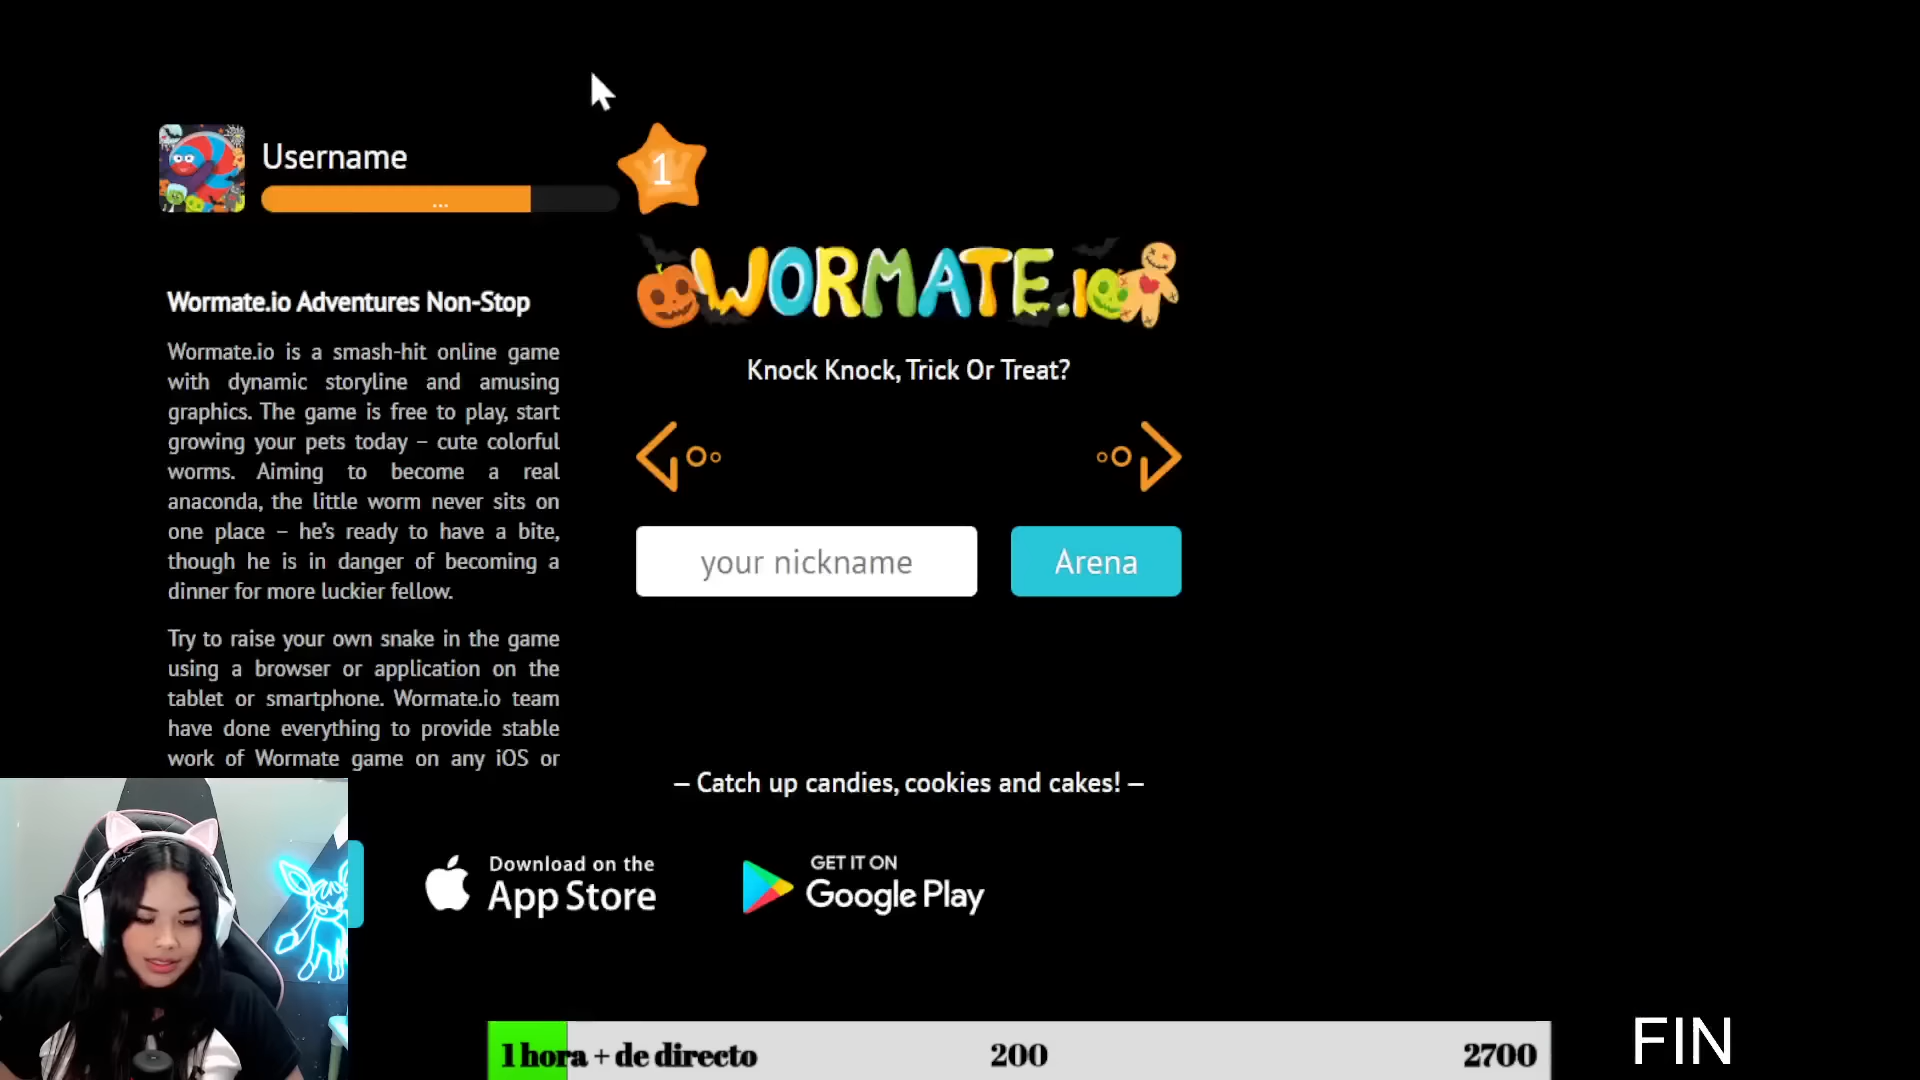 Username
...
1
Wormate.io Adventures Non-Stop
Wormate.io is a smash-hit online game
with dynamic storyline and amusing
graphics. The game is free to play, start
growing your pets today – cute colorful
worms. Aiming to become a real
anaconda, the little worm never sits on
one place – he's ready to have a bite,
though he is in danger of becoming a
dinner for more luckier fellow.
Try to raise your own snake in the game
using a browser or application on the
tablet or smartphone. Wormate.io team
have done everything to provide stable
work of Wormate game on any iOS or
WORMATE.io
Knock Knock, Trick Or Treat?
your nickname
Arena
– Catch up candies, cookies and cakes! –
Download on the
App Store
GET IT ON
Google Play
1 hora + de directo
200
2700
FIN